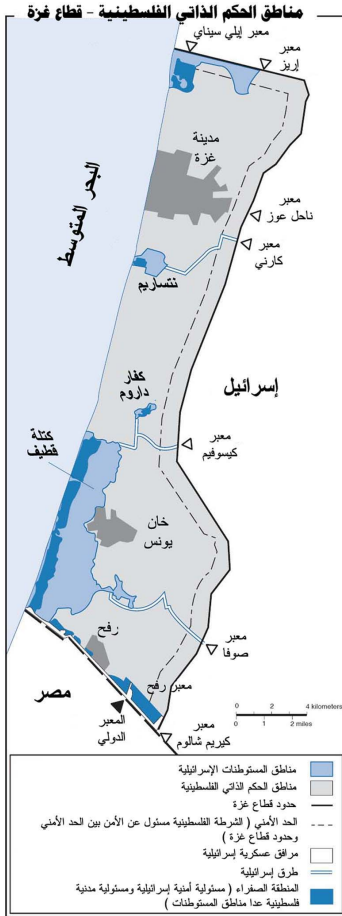 مناطق الحكم الذاتي الفلسطينية - قطاع غزة
معبر إيلي سيناي
معبر
إريز
مدينة
غزة
البحر المتوسط
معبر
ناحل عوز
معبر
كارني
نتساريم
كفار
داروم
إسرائيل
كتلة
قطيف
معبر
كيسوفيم
خان
يونس
رفح
معبر
صوفا
معبر رفح
مصر
المعبر
الدولي
معبر
كيريم شالوم
0 2 4 kilometers
0 1 2 miles
مناطق المستوطنات الإسرائيلية
مناطق الحكم الذاتي الفلسطينية
حدود قطاع غزة
الحد الأمني ( الشرطة الفلسطينية مسئول عن الأمن بين الحد الأمني
وحدود قطاع غزة )
مرافق عسكرية إسرائيلية
طرق إسرائيلية
المنطقة الصفراء ( مسئولية أمنية إسرائيلية ومسئولية مدنية
فلسطينية عدا مناطق المستوطنات )